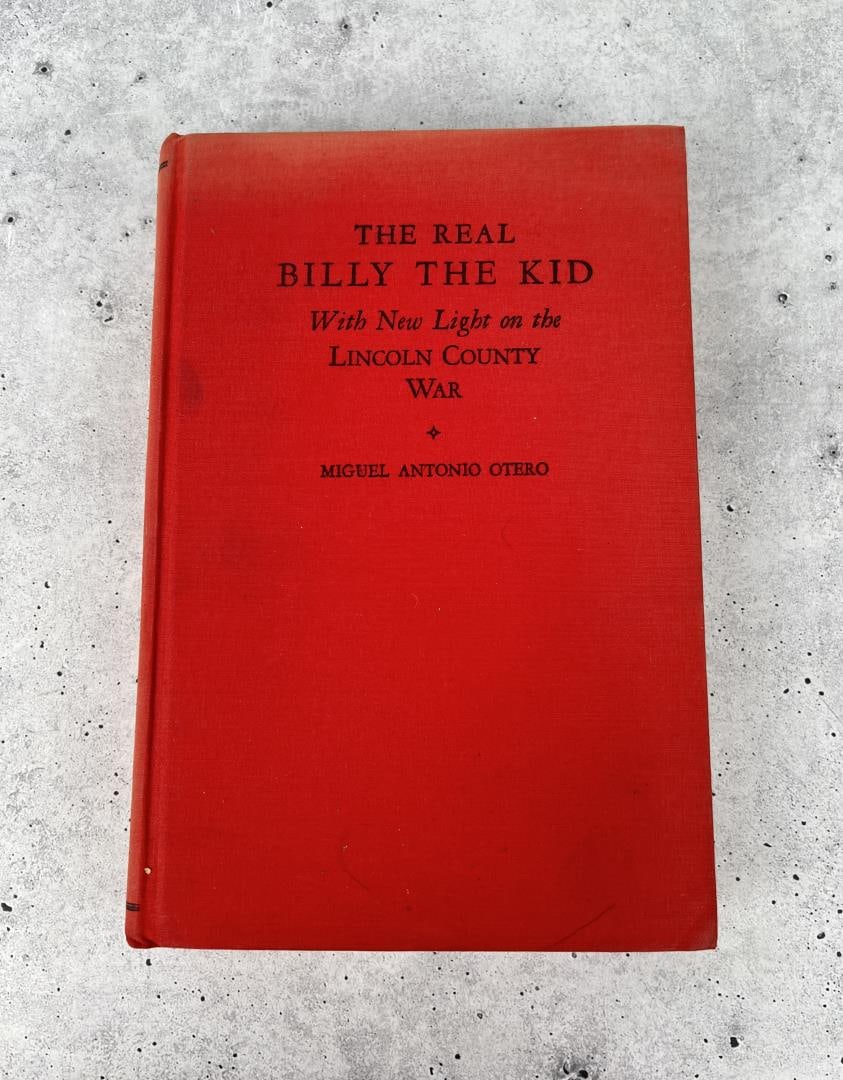 THE REAL
BILLY THE KID
With New Light on the
LINCOLN COUNTY
WAR
MIGUEL ANTONIO OTERO